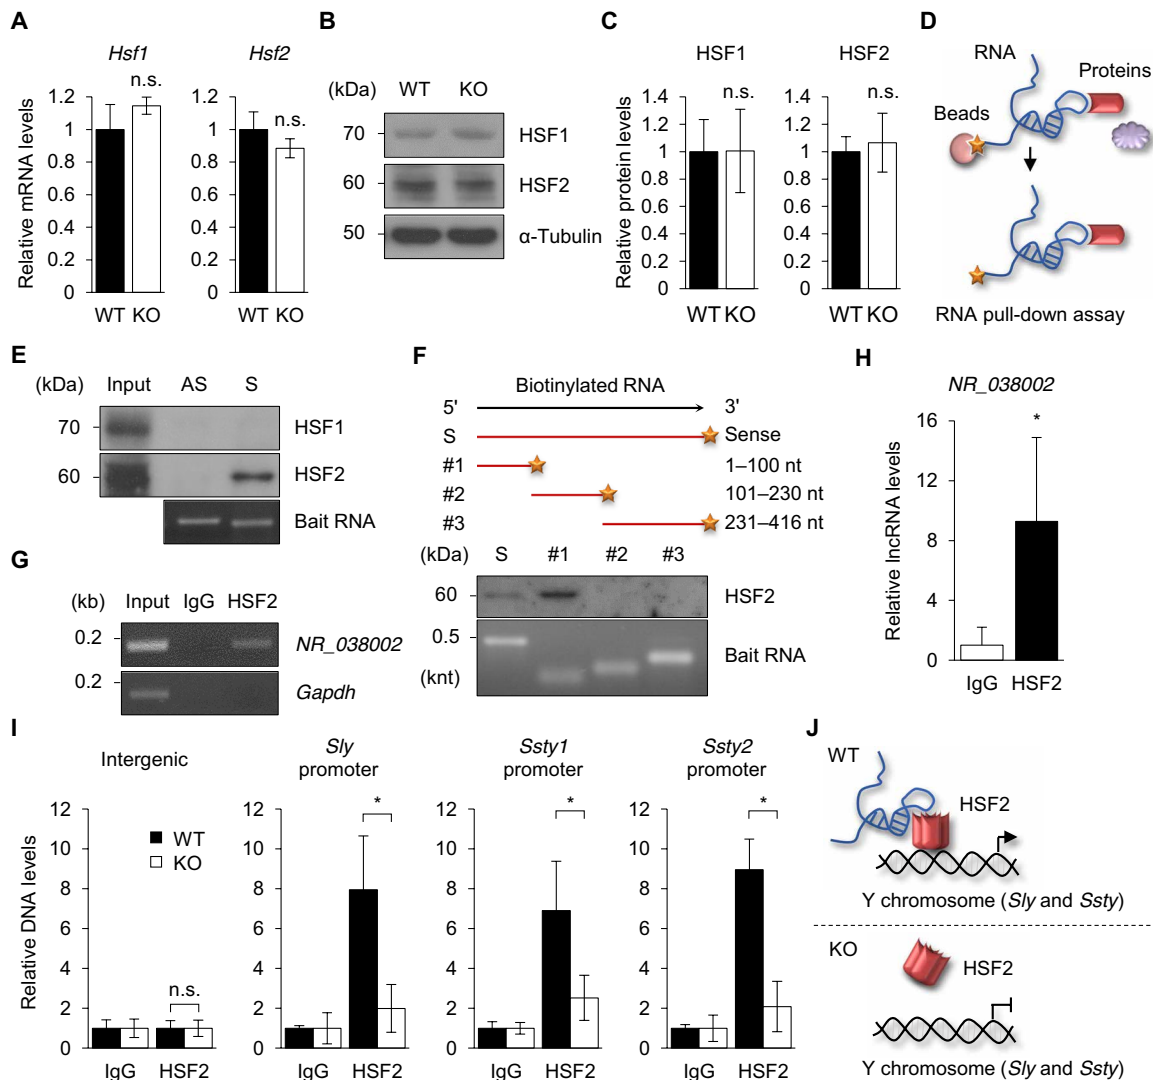 A
Hsf1
Hsf2
n.s.
n.s.
Relative mRNA levels
1.2
1
0.8
0.6
0.4
0.2
0
WT KO
1.2
1
0.8
0.6
0.4
0.2
0
WT KO
B
(kDa) WT KO
70 HSF1
60 HSF2
50 α-Tubulin
C
HSF1
HSF2
n.s.
n.s.
Relative protein levels
1.4
1.2
1
0.8
0.6
0.4
0.2
0
WT KO
1.4
1.2
1
0.8
0.6
0.4
0.2
0
WT KO
D
RNA
Proteins
Beads
RNA pull-down assay
E
(kDa) Input AS S
70 HSF1
60 HSF2
Bait RNA
F
Biotinylated RNA
5' 3'
S Sense
#1 1–100 nt
#2 101–230 nt
#3 231–416 nt
(kDa) S #1 #2 #3
60 HSF2
0.5 Bait RNA
(knt)
G
(kb) Input IgG HSF2
0.2 NR_038002
0.2 Gapdh
H
NR_038002
*
Relative lncRNA levels
16
12
8
4
0
IgG HSF2
I
Intergenic
Relative DNA levels
12
10
8
6
4
2
0
WT
KO
n.s.
IgG HSF2
Sly
promoter
12
10
8
6
4
2
0
*
IgG HSF2
Ssty1
promoter
12
10
8
6
4
2
0
*
IgG HSF2
Ssty2
promoter
12
10
8
6
4
2
0
*
IgG HSF2
J
WT
HSF2
Y chromosome (Sly and Ssty)
KO
HSF2
Y chromosome (Sly and Ssty)